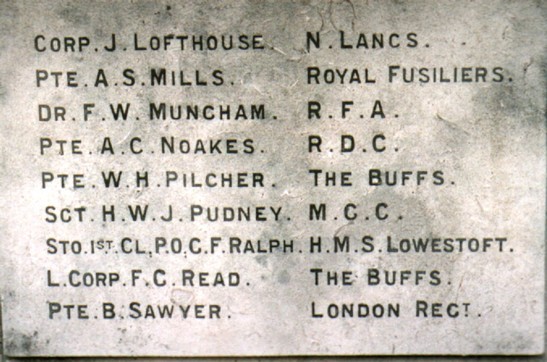 CORP. J. LOFTHOUSE. N. LANCS.
PTE. A. S. MILLS. ROYAL FUSILIERS.
DR. F. W. MUNCHAM. R. F. A.
PTE. A. C. NOAKES. R. D. C.
PTE. W. H. PILCHER. THE BUFFS.
SGT. H. W. J. PUDNEY. M. G. C.
STO. 1ST. CL, P.O. C. F. RALPH. H. M. S. LOWESTOFT.
L. CORP. F. C. READ. THE BUFFS.
PTE. B. SAWYER. LONDON REGT.